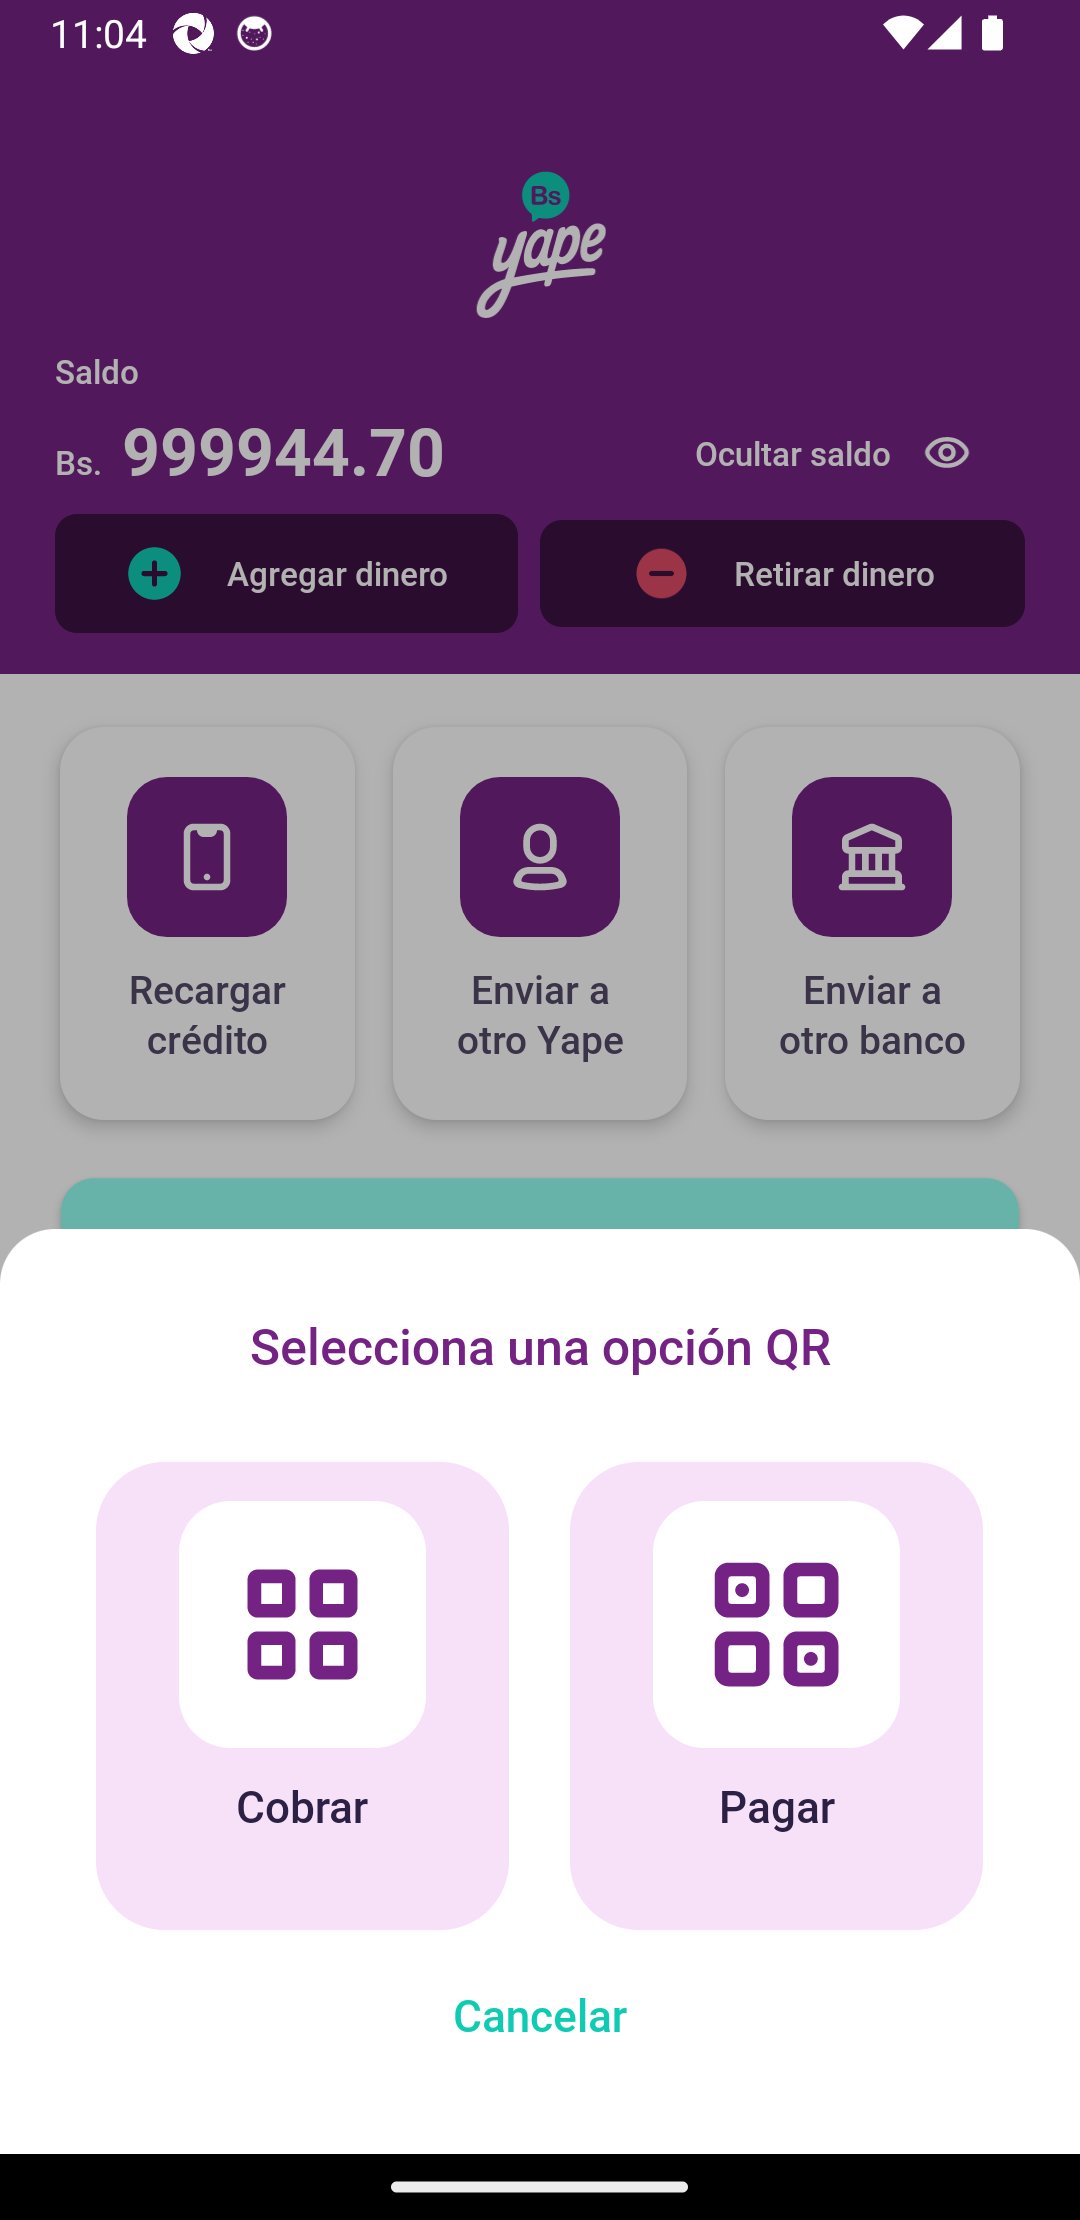 11:04
Bs
yape
Saldo
Bs. 999944.70
Ocultar saldo
Agregar dinero
Retirar dinero
Recargar
crédito
Enviar a
otro Yape
Enviar a
otro banco
Selecciona una opción QR
Cobrar
Pagar
Cancelar